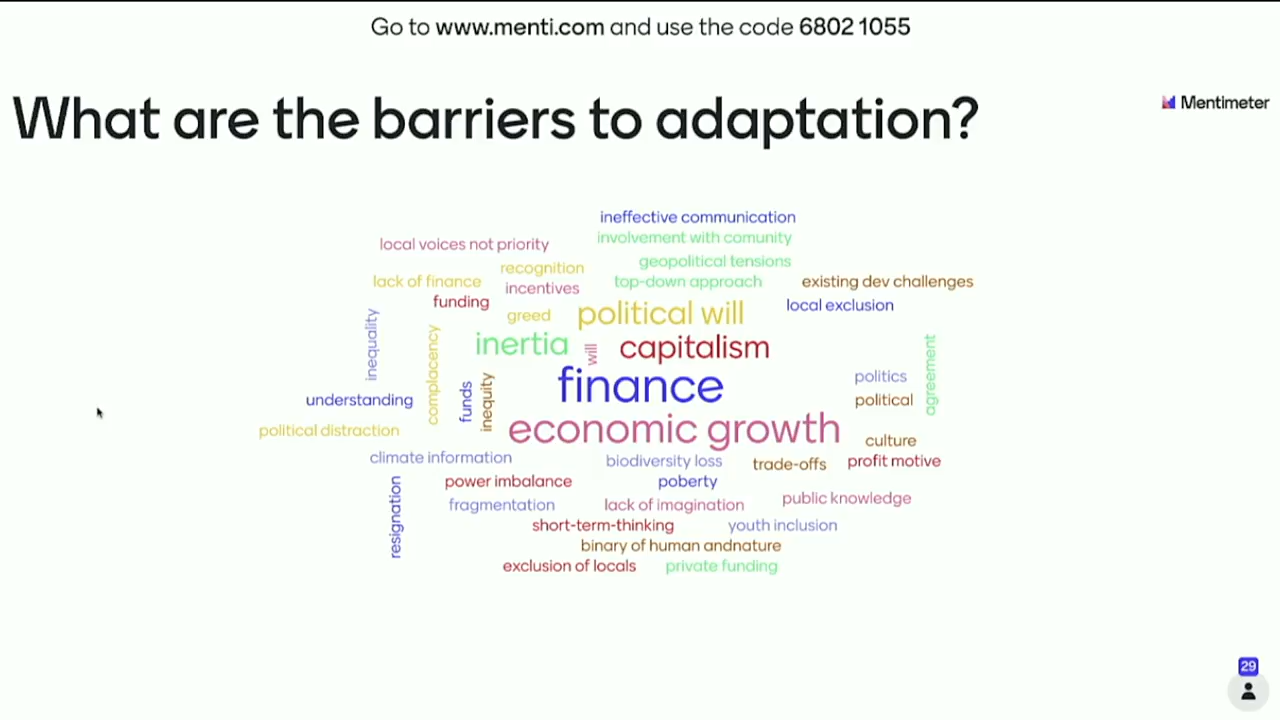 Go to www.menti.com and use the code 6802 1055
What are the barriers to adaptation?
Mentimeter
ineffective communication
local voices not priority
involvement with comunity
recognition
geopolitical tensions
lack of finance
incentives
top-down approach
existing dev challenges
funding
greed
political will
local exclusion
inequality
complacency
inertia
will
capitalism
agreement
understanding
funds
inequity
finance
politics
political
political distraction
economic growth
culture
climate information
biodiversity loss
trade-offs
profit motive
resignation
power imbalance
poberty
fragmentation
lack of imagination
public knowledge
short-term-thinking
youth inclusion
binary of human andnature
exclusion of locals
private funding
29